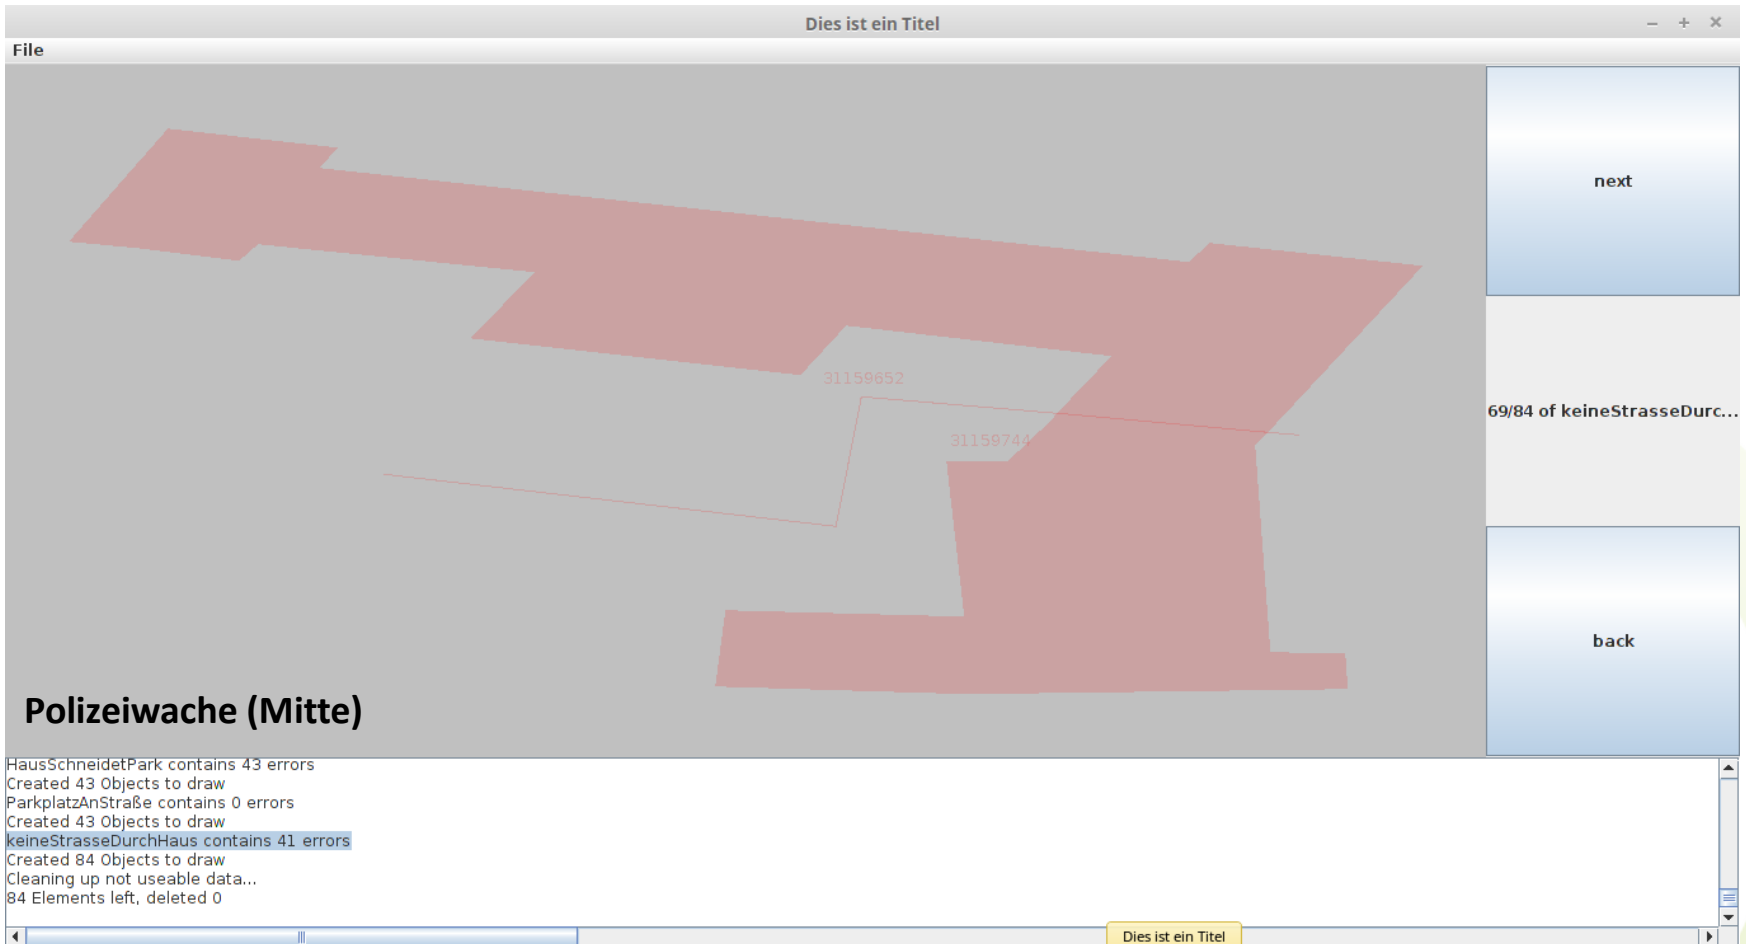 Dies ist ein Titel
File
next
31159652
69/84 of keineStrasseDurc...
31159744
back
Polizeiwache (Mitte)
HausSchneidetPark contains 43 errors
Created 43 Objects to draw
ParkplatzAnStraße contains 0 errors
Created 43 Objects to draw
keineStrasseDurchHaus contains 41 errors
Created 84 Objects to draw
Cleaning up not useable data...
84 Elements left, deleted 0
Dies ist ein Titel